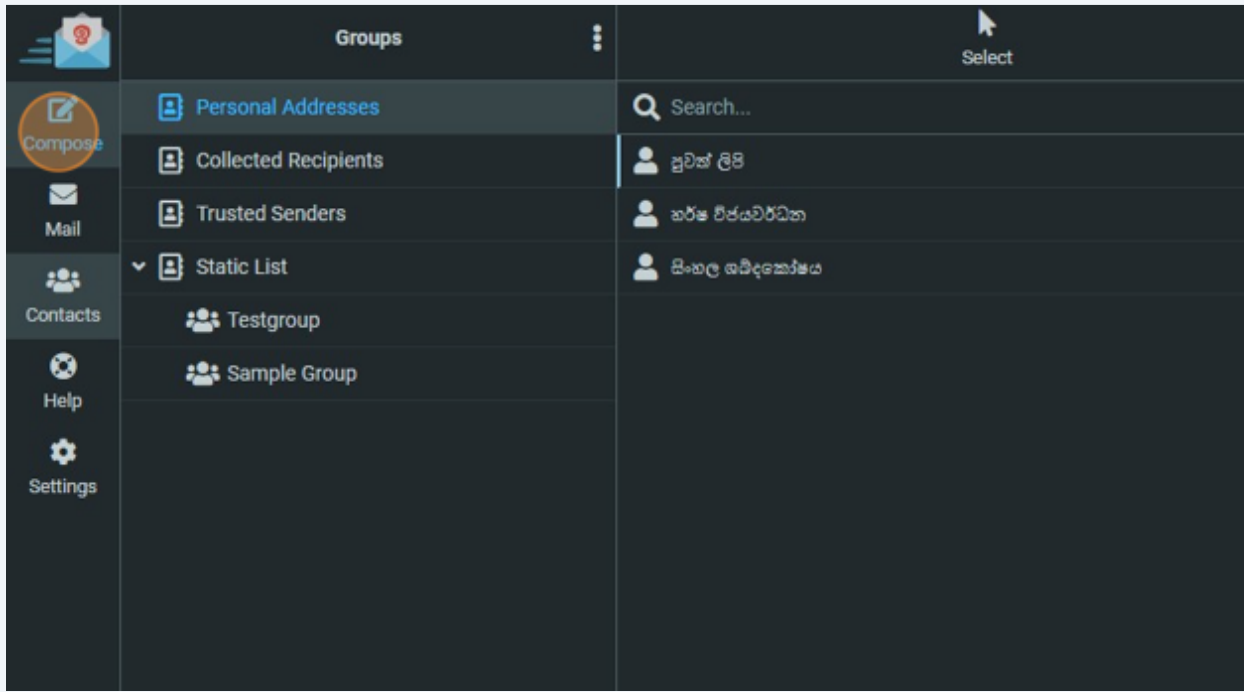 Groups
Select
Compose
Mail
Contacts
Help
Settings
Personal Addresses
Collected Recipients
Trusted Senders
Static List
Testgroup
Sample Group
Search...
පුවත් ලිපි
හර්ෂ විජයවර්ධන
සිංහල ශබ්දකෝෂය